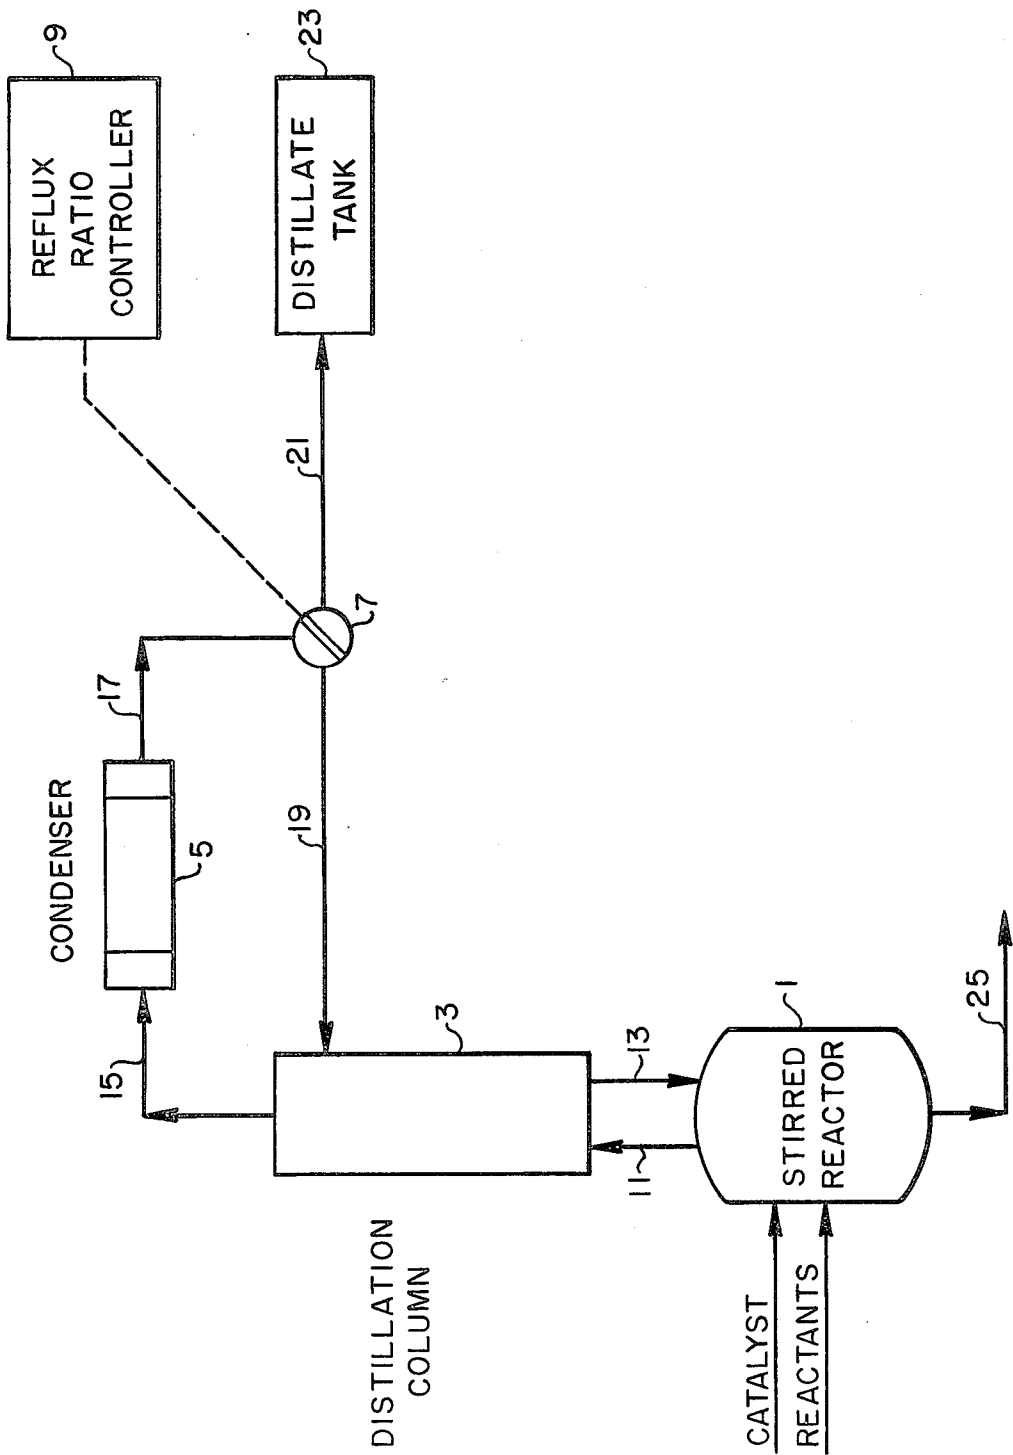 REFLUX
RATIO
CONTROLLER
9
DISTILLATE
TANK
23
21
7
17
CONDENSER
5
19
15
3
DISTILLATION
COLUMN
13
11
STIRRED
REACTOR
1
25
CATALYST
REACTANTS